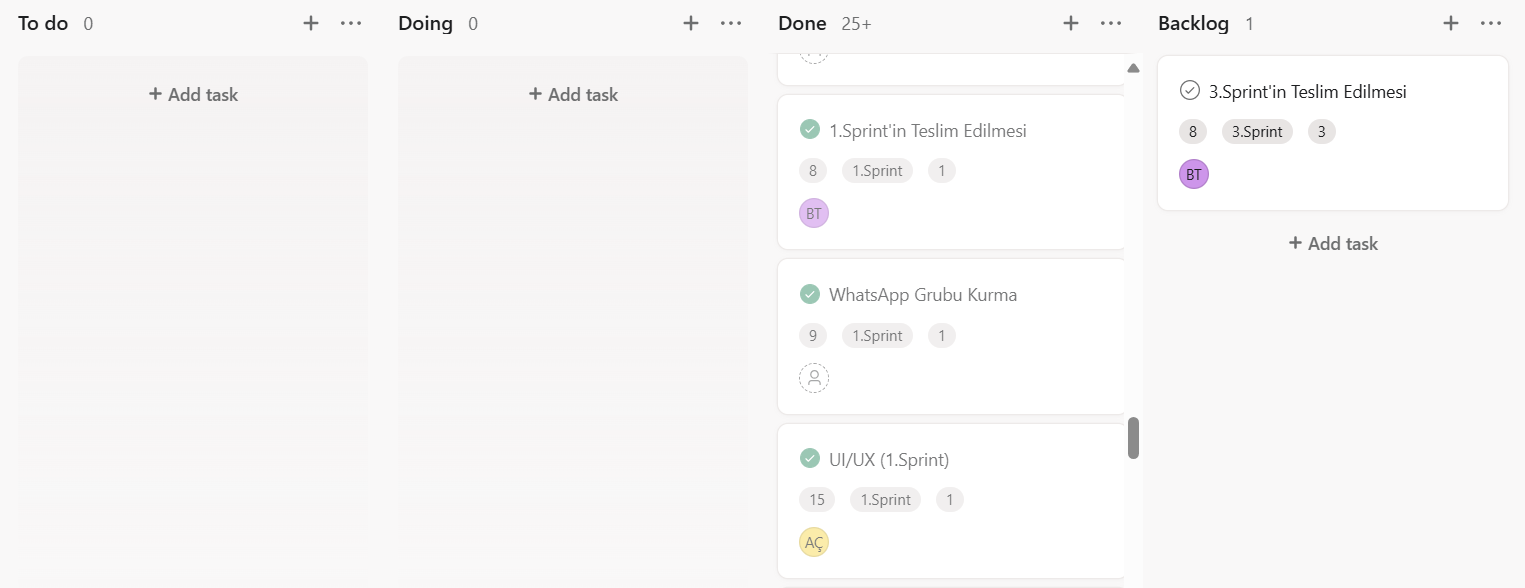 To do 0
+ Add task
Doing 0
+ Add task
Done 25+
1.Sprint'in Teslim Edilmesi
8 1.Sprint 1
BT
WhatsApp Grubu Kurma
9 1.Sprint 1
UI/UX (1.Sprint)
15 1.Sprint 1
AÇ
Backlog 1
3.Sprint'in Teslim Edilmesi
8 3.Sprint 3
BT
+ Add task